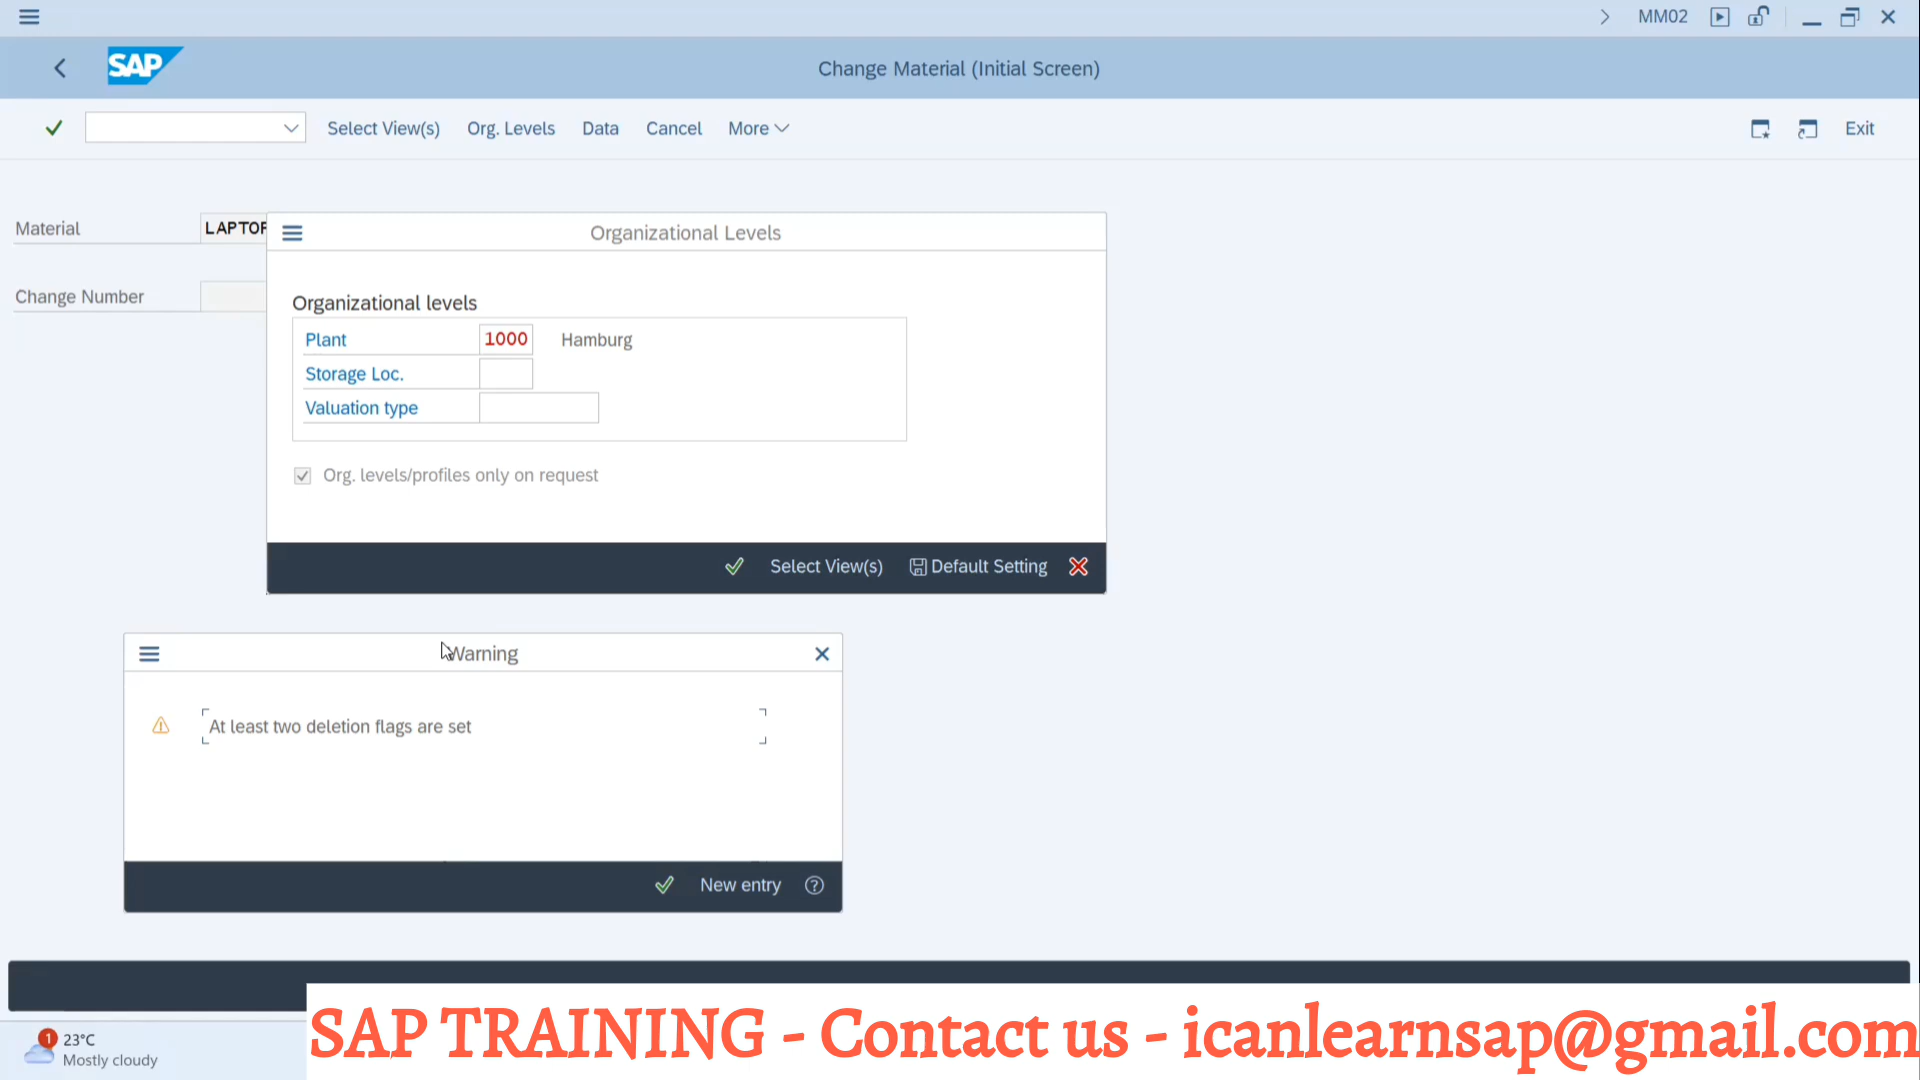 MM02
SAP
Change Material (Initial Screen)
Select View(s) Org. Levels Data Cancel More Exit
Material LAPTOP
Organizational Levels
Change Number
Organizational levels
Plant 1000 Hamburg
Storage Loc.
Valuation type
Org. levels/profiles only on request
Select View(s) Default Setting
Warning
At least two deletion flags are set
New entry
SAP TRAINING - Contact us - icanlearnsap@gmail.com
1 23°C
Mostly cloudy